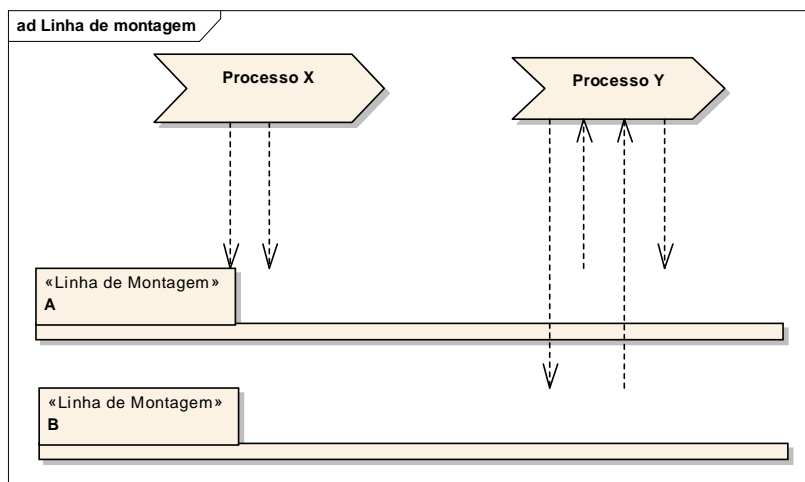 ad Linha de montagem
Processo X
Processo Y
«Linha de Montagem»
A
«Linha de Montagem»
B